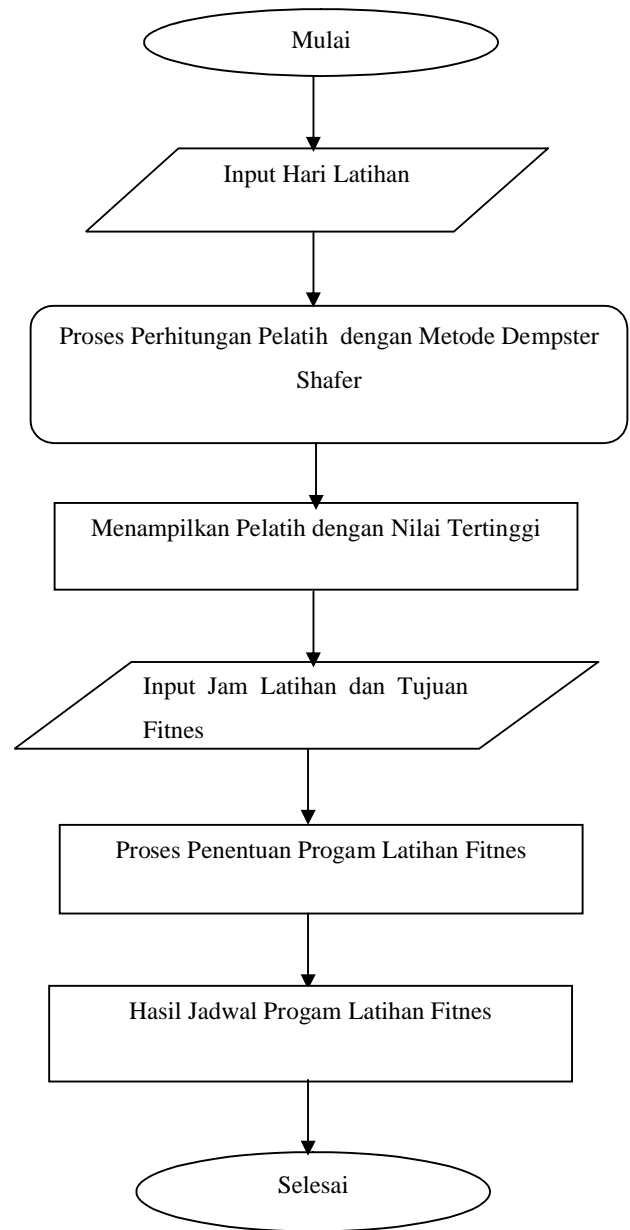 Mulai
Input Hari Latihan
Proses Perhitungan Pelatih dengan Metode Dempster
Shafer
Menampilkan Pelatih dengan Nilai Tertinggi
Input Jam Latihan dan Tujuan
Fitnes
Proses Penentuan Progam Latihan Fitnes
Hasil Jadwal Progam Latihan Fitnes
Selesai